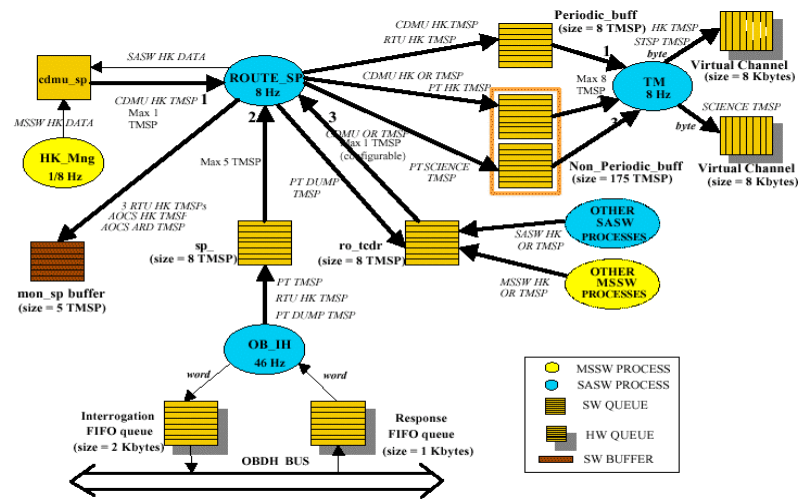 CDMU HK TMSP
RTU HK TMSP
Periodic_buff
(size = 8 TMSP)
HK TMSP
STSP TMSP
byte
Virtual Channel
(size = 8 Kbytes)
SASW HK DATA
cdmu_sp
CDMU HK TMSP
1
Max 1
TMSP
ROUTE_SP
8 Hz
CDMU HK OR TMSP
PT HK TMSP
1
Max 8
TMSP
2
3
TM
8 Hz
SCIENCE TMSP
byte
Virtual Channel
(size = 8 Kbytes)
MSSW HK DATA
HK_Mng
1/8 Hz
2
3
CDMU OR TMSP
Max 1 TMSP
(configurable)
PT SCIENCE
TMSP
Non_Periodic_buff
(size = 175 TMSP)
Max 5 TMSP
PT DUMP
TMSP
3 RTU HK TMSPs
AOCS HK TMSP
AOCS ARD TMSP
mon_sp buffer
(size = 5 TMSP)
sp_
(size = 8 TMSP)
ro_tcdr
(size = 8 TMSP)
SASW HK
OR TMSP
OTHER
SASW
PROCESSES
MSSW HK
OR TMSP
OTHER
MSSW
PROCESSES
PT TMSP
RTU HK TMSP
PT DUMP TMSP
OB_IH
46 Hz
word
word
Interrogation
FIFO queue
(size = 2 Kbytes)
Response
FIFO queue
(size = 1 Kbytes)
OBDH BUS
MSSW PROCESS
SASW PROCESS
SW QUEUE
HW QUEUE
SW BUFFER